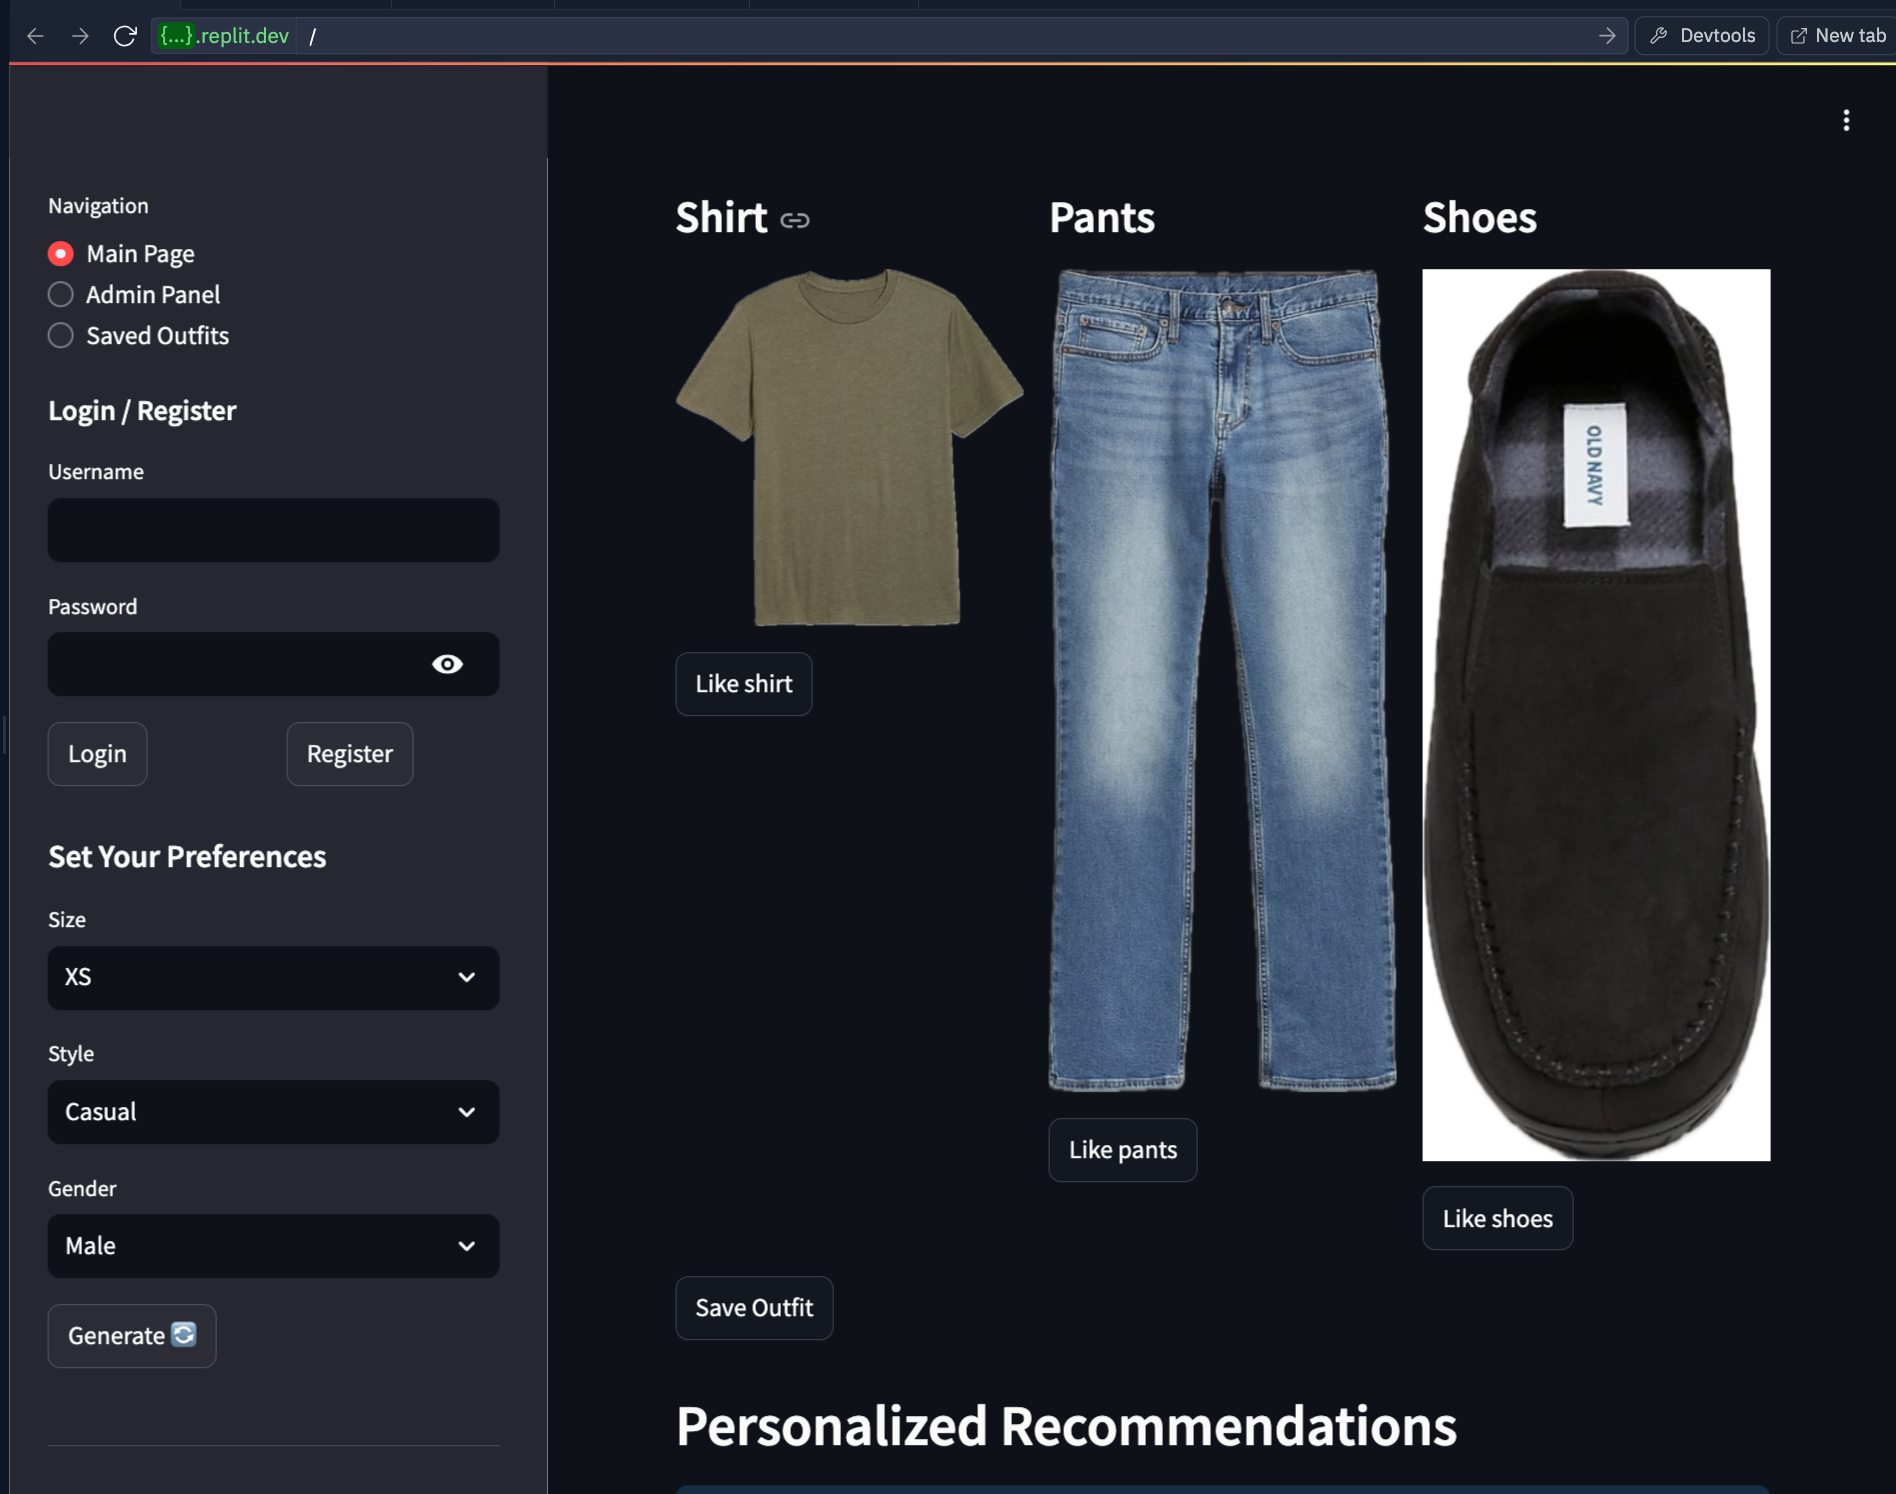 {...}.replit.dev /
Devtools
New tab
Navigation
Main Page
Admin Panel
Saved Outfits
Login / Register
Username
Password
Login
Register
Set Your Preferences
Size
XS
Style
Casual
Gender
Male
Generate
Shirt
Pants
Shoes
OLD NAVY
Like shirt
Like pants
Like shoes
Save Outfit
Personalized Recommendations